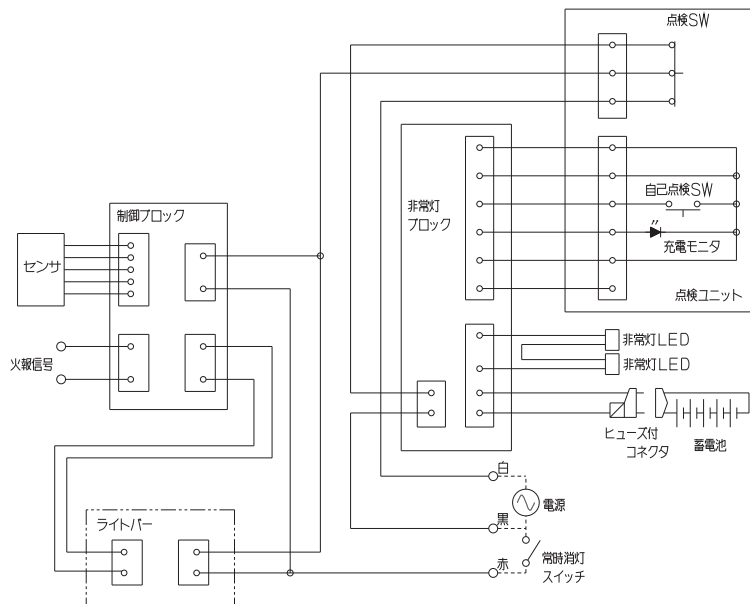 点検SW
制御ブロック
センサ
火報信号
非常灯
ブロック
自己点検SW
充電モニタ
点検ユニット
非常灯LED
非常灯LED
ヒューズ付
コネクタ
蓄電池
白
電源
黒
赤
常時消灯
スイッチ
ライトバー